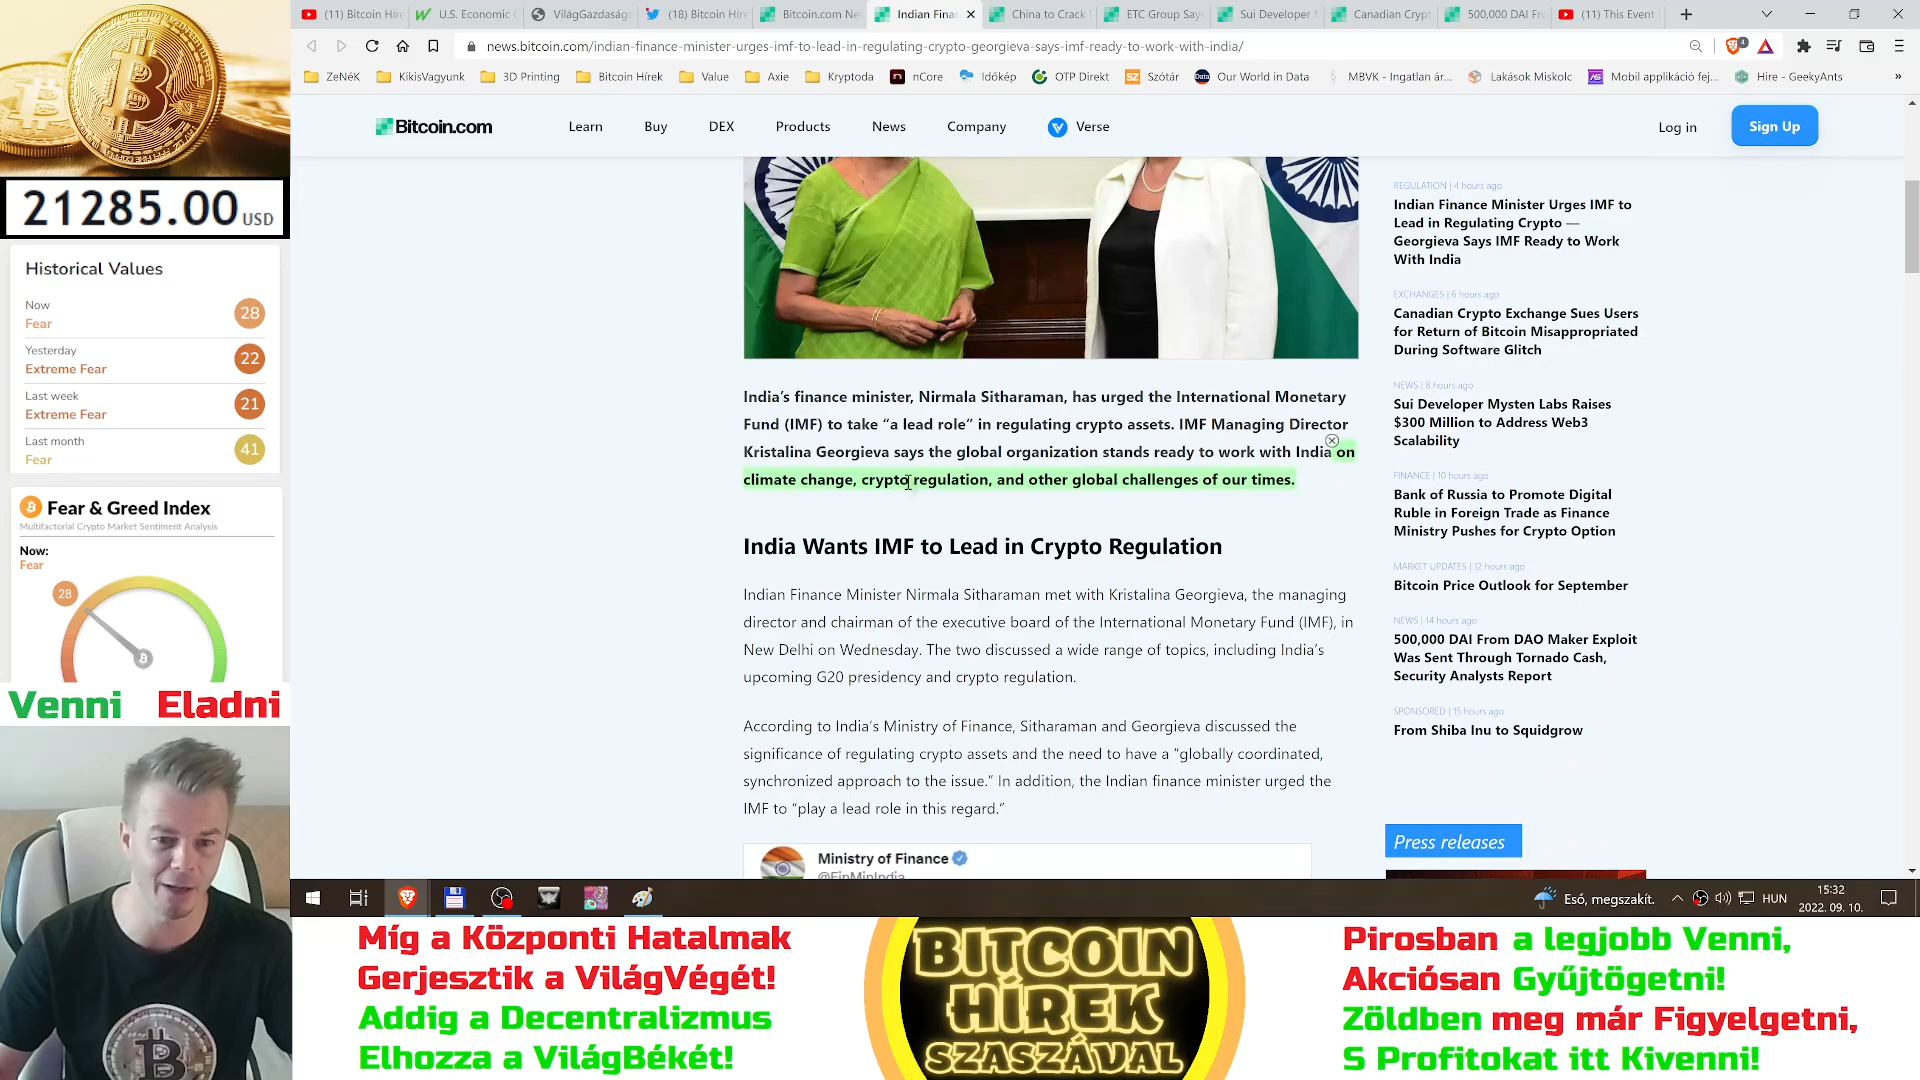 (11) Bitcoin Híre
U.S. Economic C
VilágGazdaság
(18) Bitcoin Híre
Bitcoin.com New
Indian Finan
China to Crack
ETC Group Says
Sui Developer
Canadian Crypt
500,000 DAI Fr
(11) This Event
news.bitcoin.com/indian-finance-minister-urges-imf-to-lead-in-regulating-crypto-georgieva-says-imf-ready-to-work-with-india/
ZeNéK
KikisVagyunk
3D Printing
Bitcoin Hírek
Value
Axie
Kryptoda
nCore
Időkép
OTP Direkt
Szótár
Our World in Data
MBVK - Ingatlan ár...
Lakások Miskolc
Mobil applikáció fej...
Hire - GeekyAnts
»
Bitcoin.com
Learn
Buy
DEX
Products
News
Company
Verse
Log in
Sign Up
21285.00 USD
Historical Values
Now
Fear
28
Yesterday
Extreme Fear
22
Last week
Extreme Fear
21
Last month
Fear
41
Fear & Greed Index
Multifactorial Crypto Market Sentiment Analysis
Now:
Fear
28
Venni Eladni
India's finance minister, Nirmala Sitharaman, has urged the International Monetary
Fund (IMF) to take “a lead role” in regulating crypto assets. IMF Managing Director
Kristalina Georgieva says the global organization stands ready to work with India on
climate change, crypto regulation, and other global challenges of our times.
India Wants IMF to Lead in Crypto Regulation
Indian Finance Minister Nirmala Sitharaman met with Kristalina Georgieva, the managing
director and chairman of the executive board of the International Monetary Fund (IMF), in
New Delhi on Wednesday. The two discussed a wide range of topics, including India's
upcoming G20 presidency and crypto regulation.
According to India's Ministry of Finance, Sitharaman and Georgieva discussed the
significance of regulating crypto assets and the need to have a “globally coordinated,
synchronized approach to the issue.” In addition, the Indian finance minister urged the
IMF to “play a lead role in this regard.”
Ministry of Finance
@FinMinIndia
REGULATION | 4 hours ago
Indian Finance Minister Urges IMF to
Lead in Regulating Crypto —
Georgieva Says IMF Ready to Work
With India
EXCHANGES | 6 hours ago
Canadian Crypto Exchange Sues Users
for Return of Bitcoin Misappropriated
During Software Glitch
NEWS | 8 hours ago
Sui Developer Mysten Labs Raises
$300 Million to Address Web3
Scalability
FINANCE | 10 hours ago
Bank of Russia to Promote Digital
Ruble in Foreign Trade as Finance
Ministry Pushes for Crypto Option
MARKET UPDATES | 12 hours ago
Bitcoin Price Outlook for September
NEWS | 14 hours ago
500,000 DAI From DAO Maker Exploit
Was Sent Through Tornado Cash,
Security Analysts Report
SPONSORED | 15 hours ago
From Shiba Inu to Squidgrow
Press releases
Eső, megszakít.
HUN
15:32
2022. 09. 10.
Míg a Központi Hatalmak
Gerjesztik a VilágVégét!
Addig a Decentralizmus
Elhozza a VilágBékét!
BITCOIN
HÍREK
SZASZÁVAL
Pirosban a legjobb Venni,
Akciósan Gyűjtögetni!
Zöldben meg már Figyelgetni,
S Profitokat itt Kivenni!